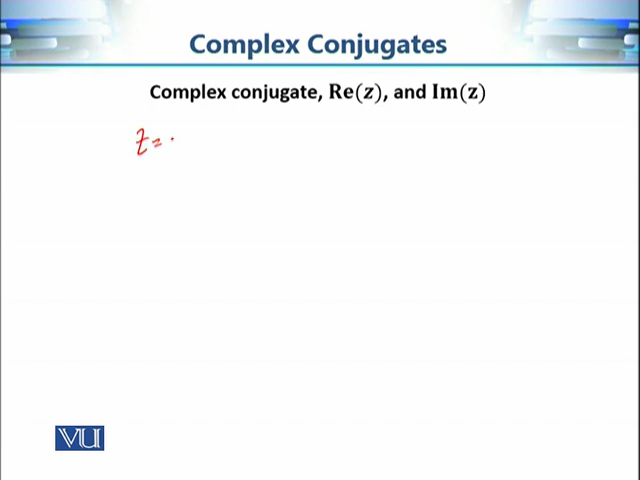 Complex Conjugates
Complex conjugate, Re(z), and Im(z)
z=
VU